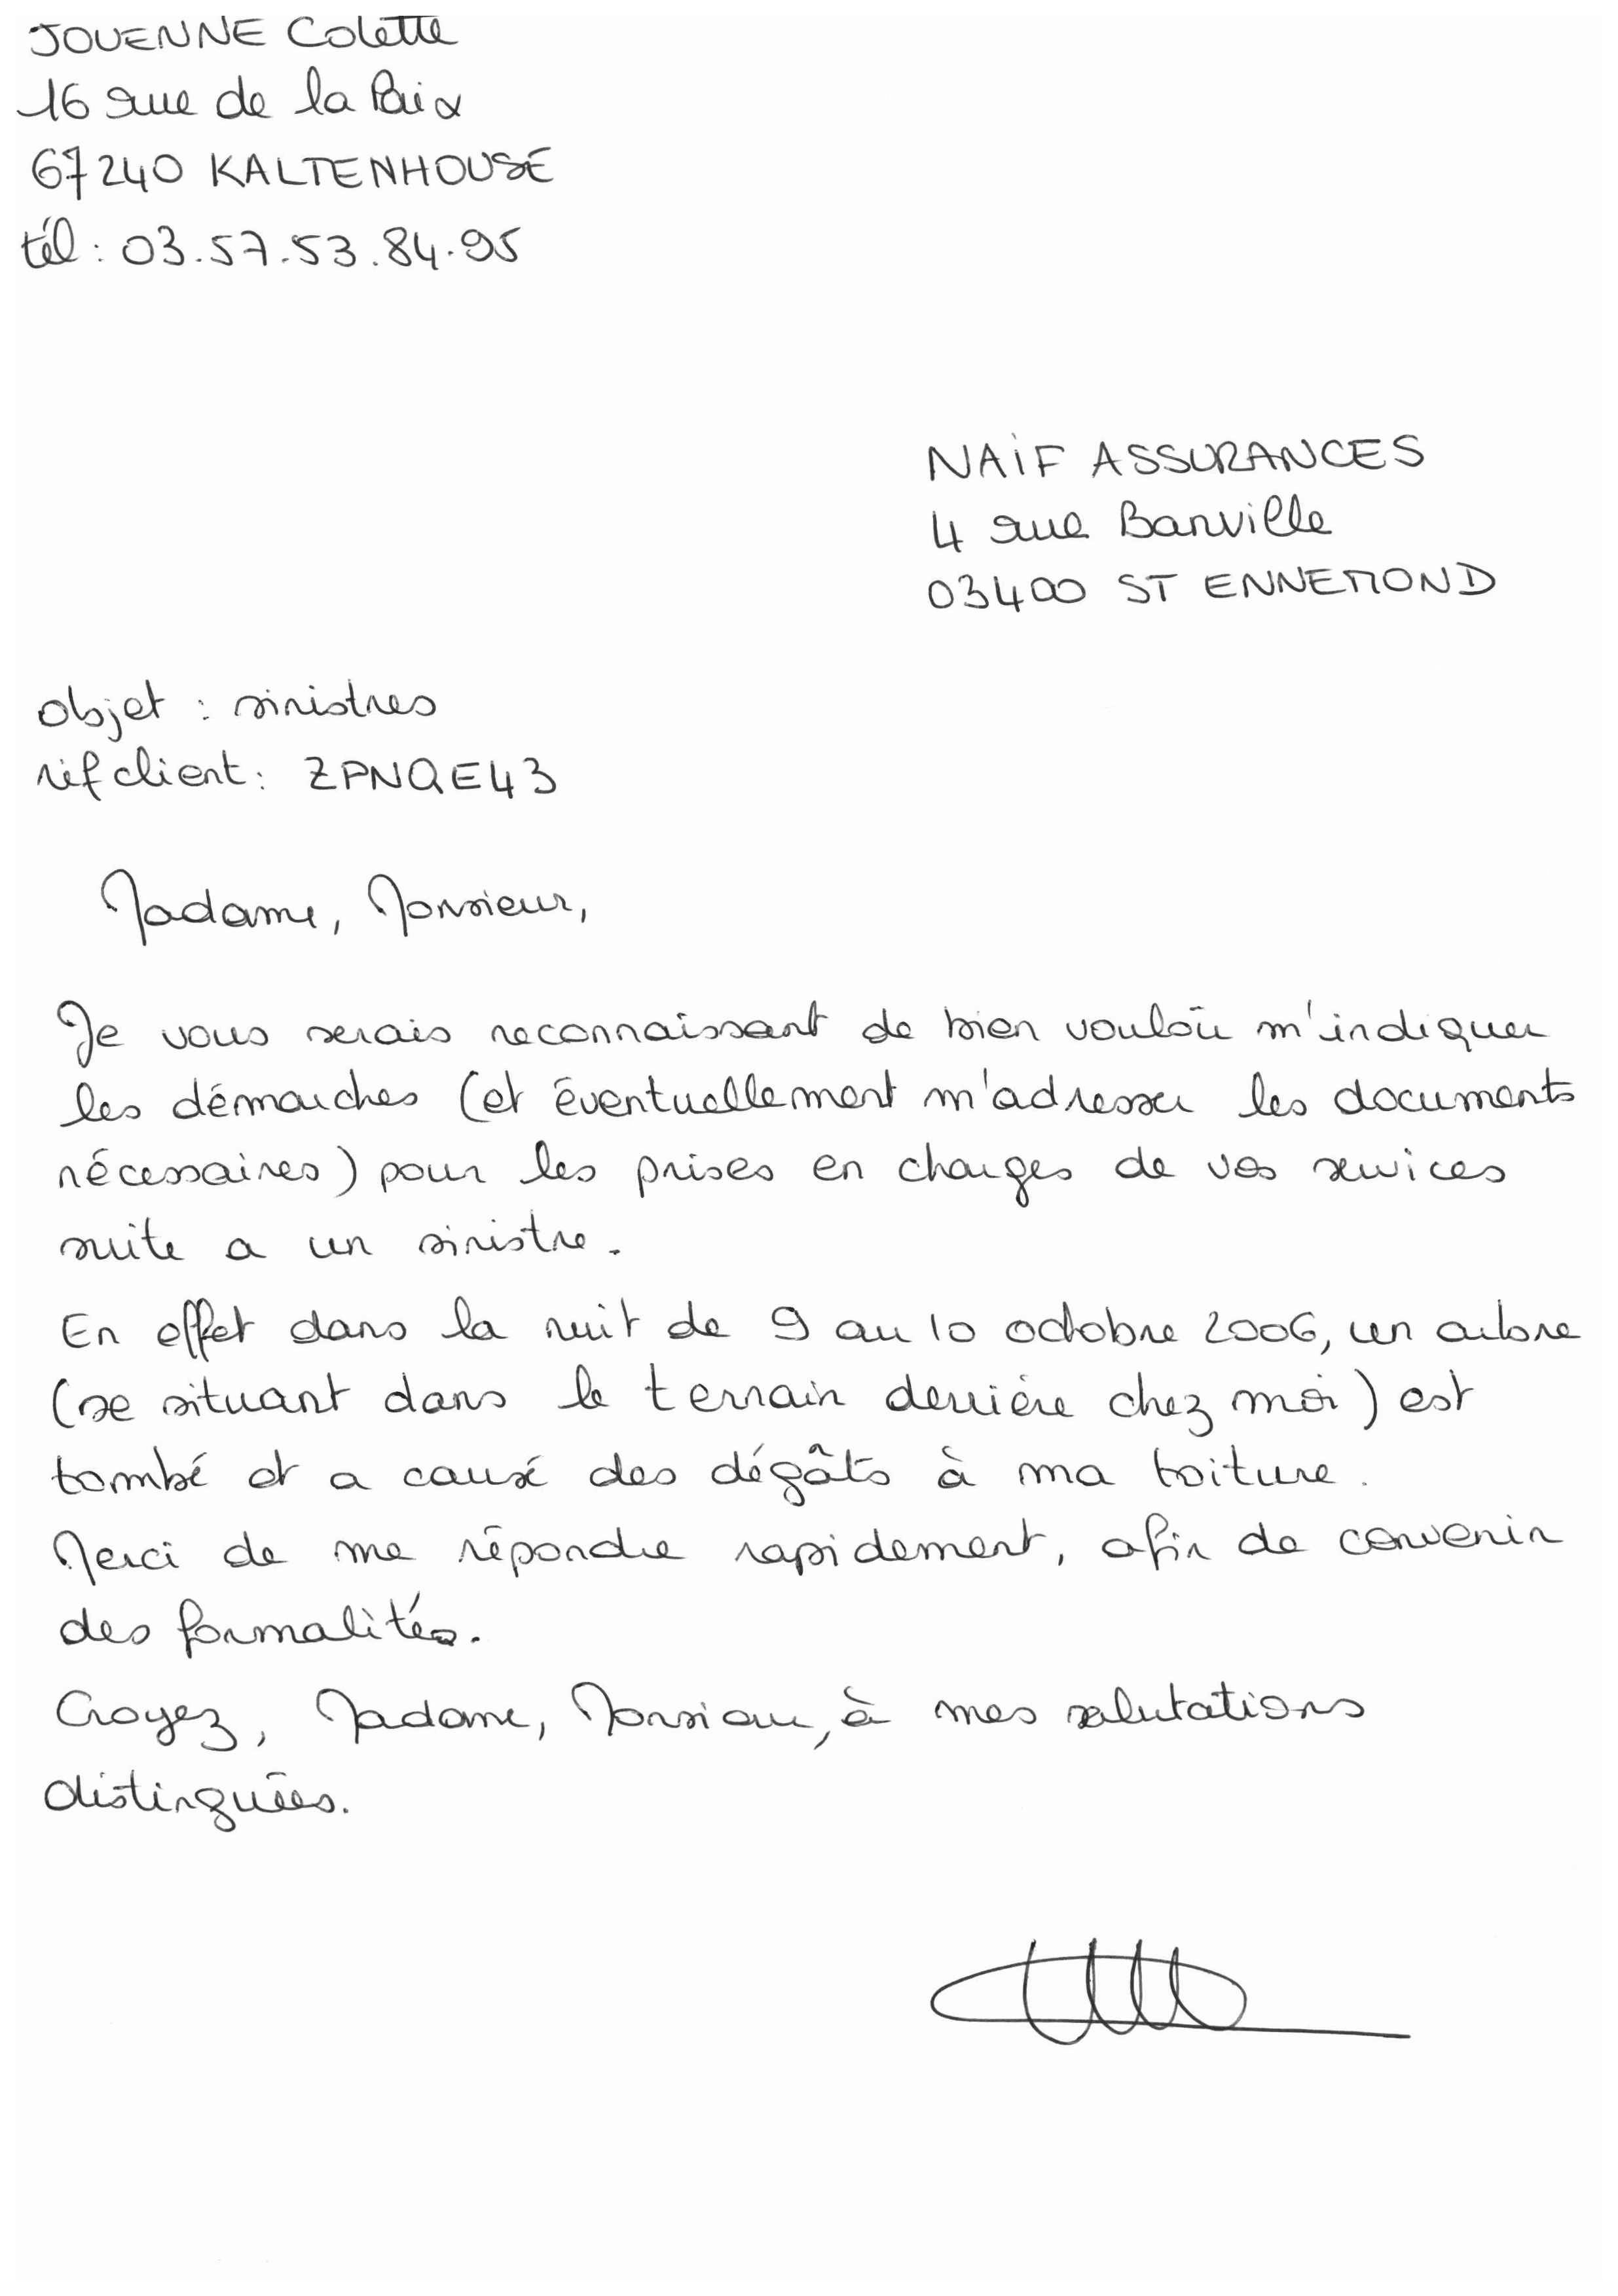 JOUENNE Colette
16 rue de la Paix
67240 KALTENHOUSE
tél : 03.57.53.84.95
NAIF ASSURANCES
4 rue Banville
03400 ST ENNEMOND
objet : sinistres
réf client : ZPNQE43
Madame, Monsieur,
Je vous serais reconnaissant de bien vouloir m'indiquer
les démarches (et éventuellement m'adresser les documents
nécessaires) pour les prises en charges de vos services
suite a un sinistre.
En effet dans la nuit de 9 au 10 octobre 2006, un arbre
(se situant dans le terrain derrière chez moi) est
tombé et a causé des dégâts à ma toiture.
Merci de me répondre rapidement, afin de convenir
des formalités.
Croyez, Madame, Monsieur, à mes salutations
distinguées.